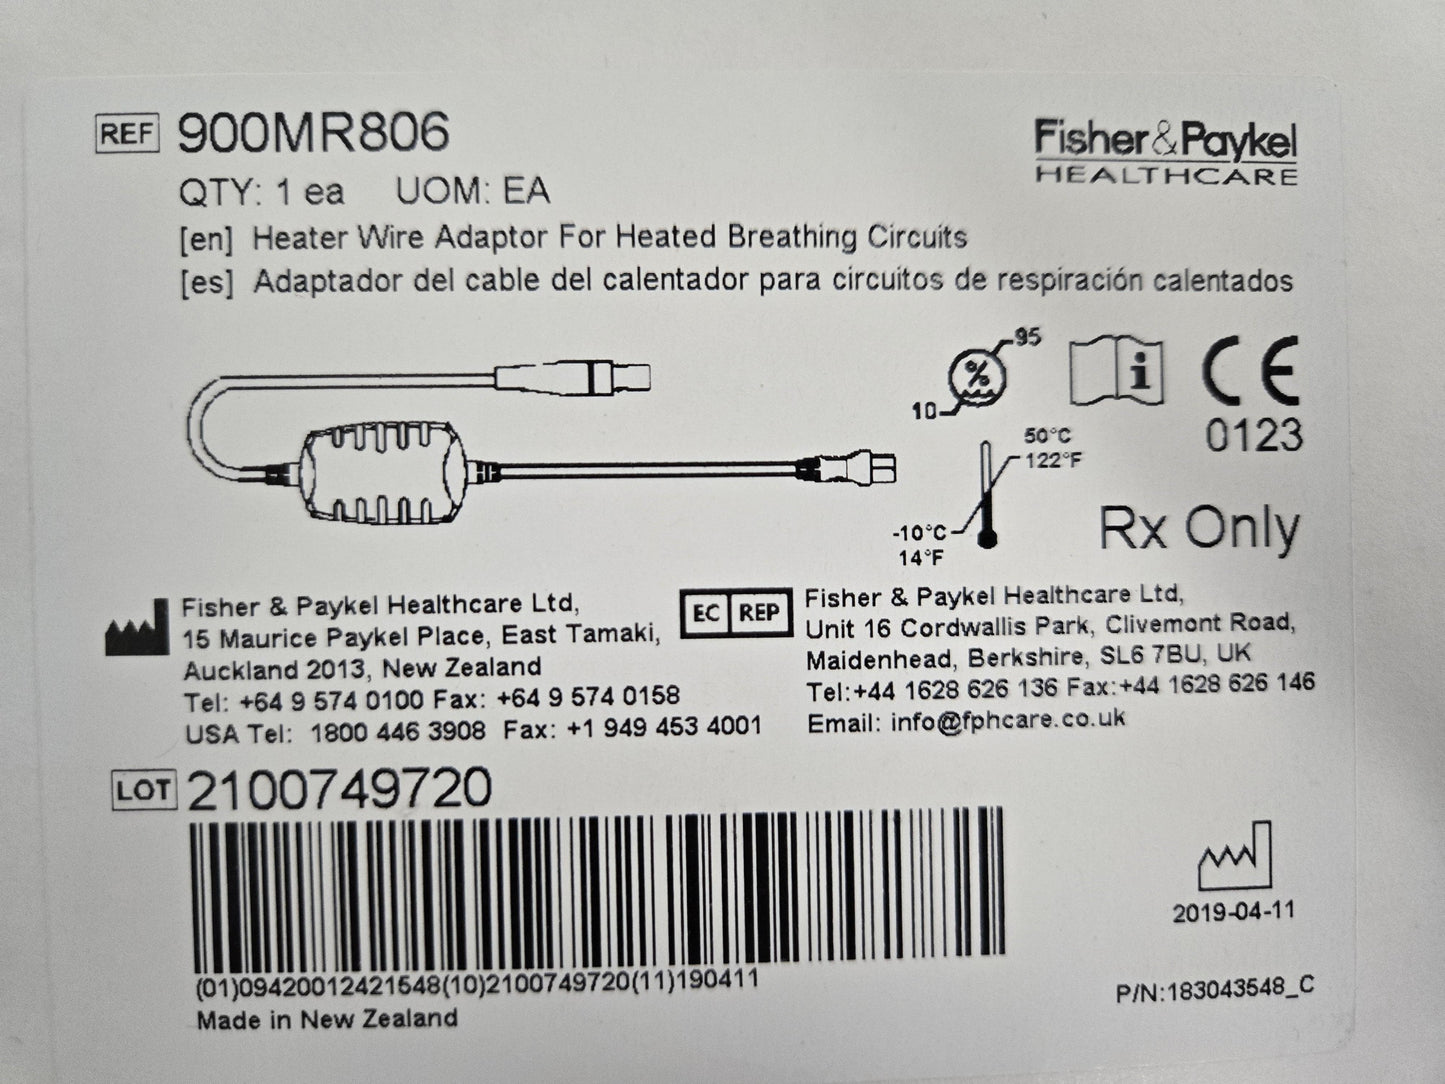 REF 900MR806
Fisher&Paykel
HEALTHCARE
QTY: 1 ea UOM: EA
[en] Heater Wire Adaptor For Heated Breathing Circuits
[es] Adaptador del cable del calentador para circuitos de respiración calentados
%
95
10
i
CE
0123
50°C
122°F
-10°C
14°F
Rx Only
Fisher & Paykel Healthcare Ltd,
15 Maurice Paykel Place, East Tamaki,
Auckland 2013, New Zealand
Tel: +64 9 574 0100 Fax: +64 9 574 0158
USA Tel: 1800 446 3908 Fax: +1 949 453 4001
EC REP
Fisher & Paykel Healthcare Ltd,
Unit 16 Cordwallis Park, Clivemont Road,
Maidenhead, Berkshire, SL6 7BU, UK
Tel:+44 1628 626 136 Fax:+44 1628 626 146
Email: info@fphcare.co.uk
LOT 2100749720
(01)09420012421548(10)2100749720(11)190411
Made in New Zealand
2019-04-11
P/N:183043548_C